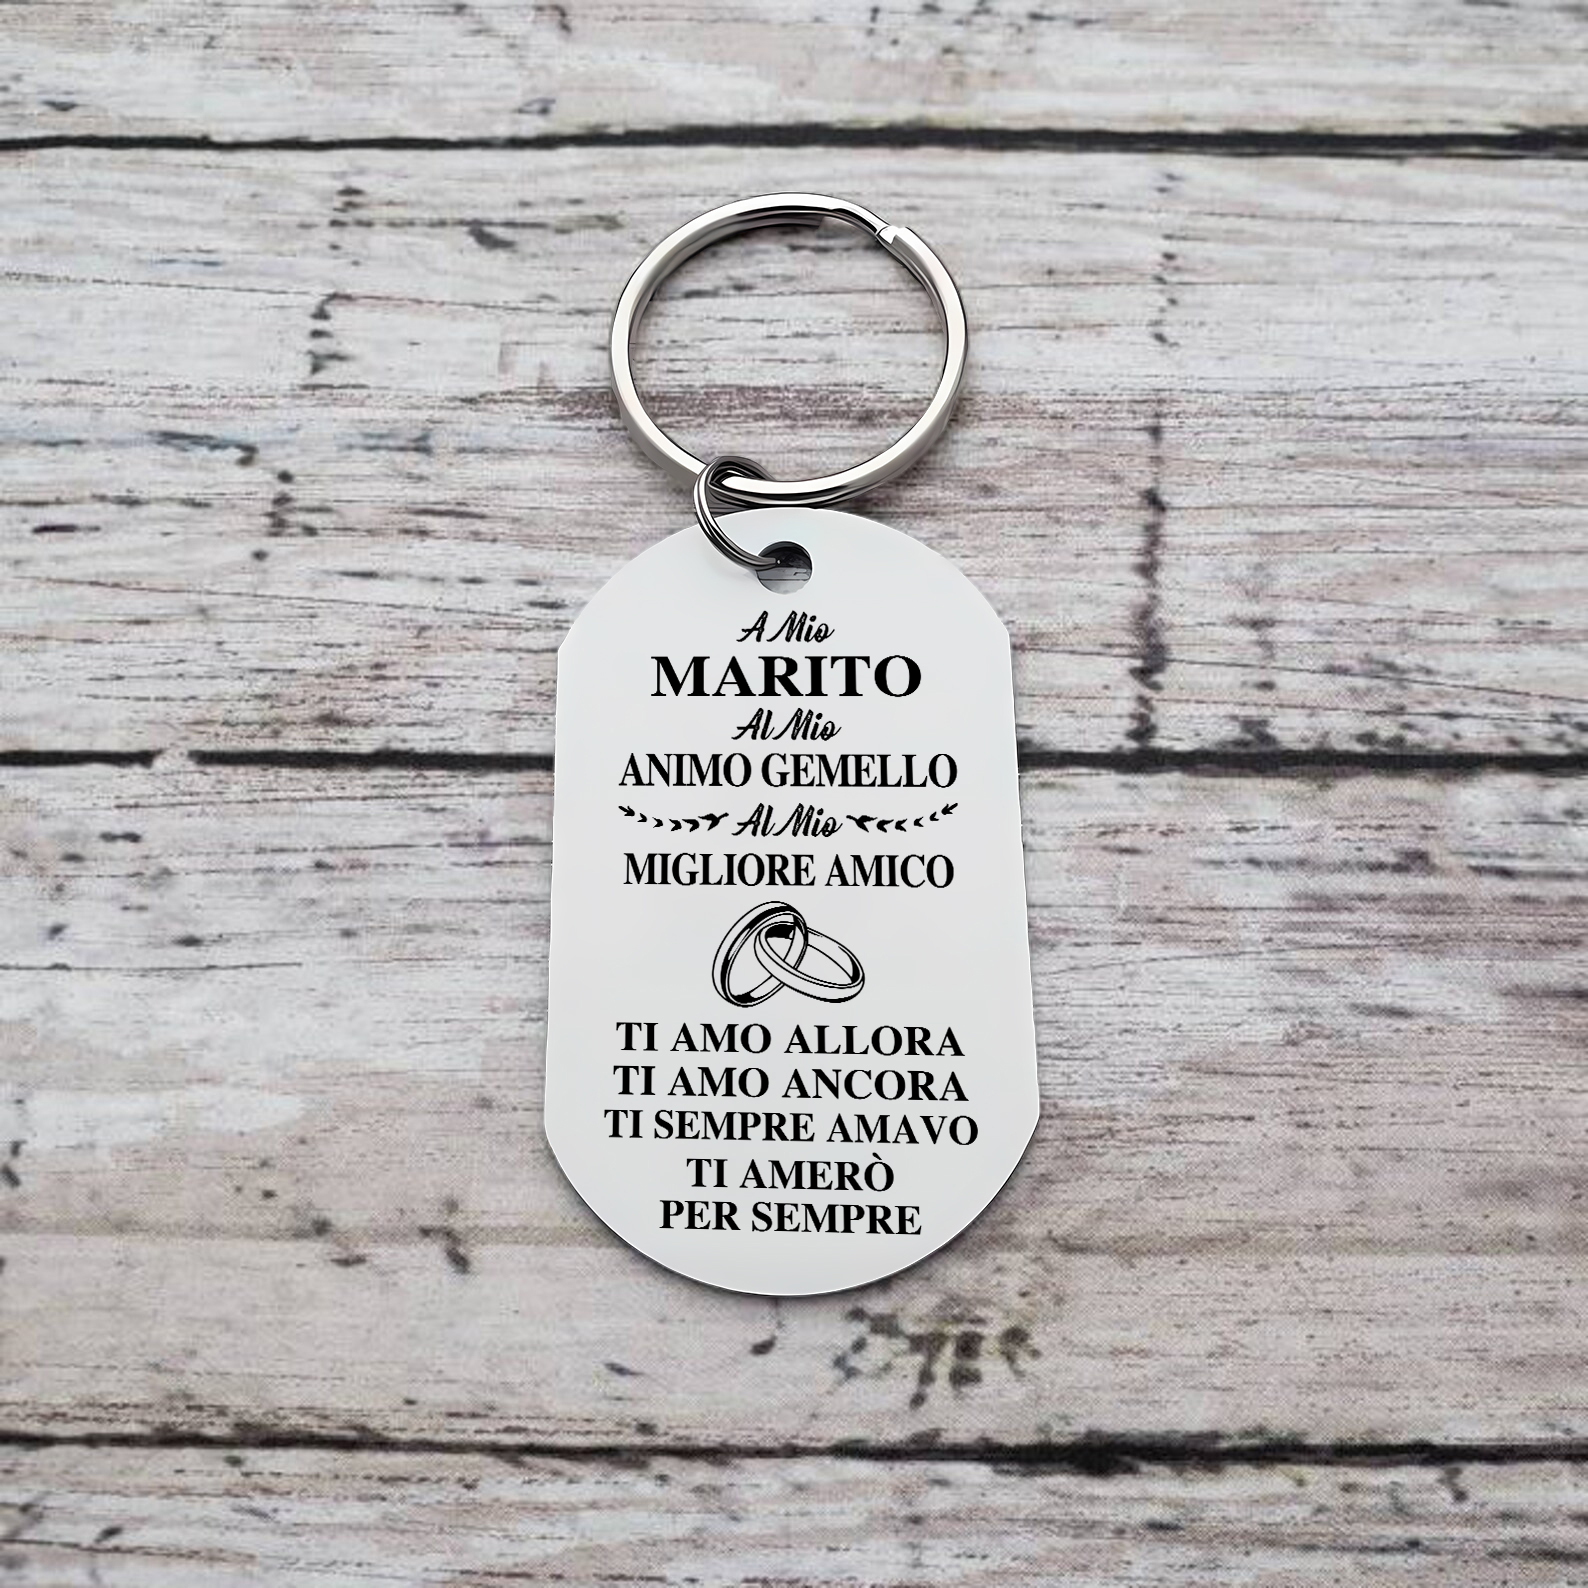 A Mio
MARITO
Al Mio
ANIMO GEMELLO
Al Mio
MIGLIORE AMICO
TI AMO ALLORA
TI AMO ANCORA
TI SEMPRE AMAVO
TI AMERÒ
PER SEMPRE